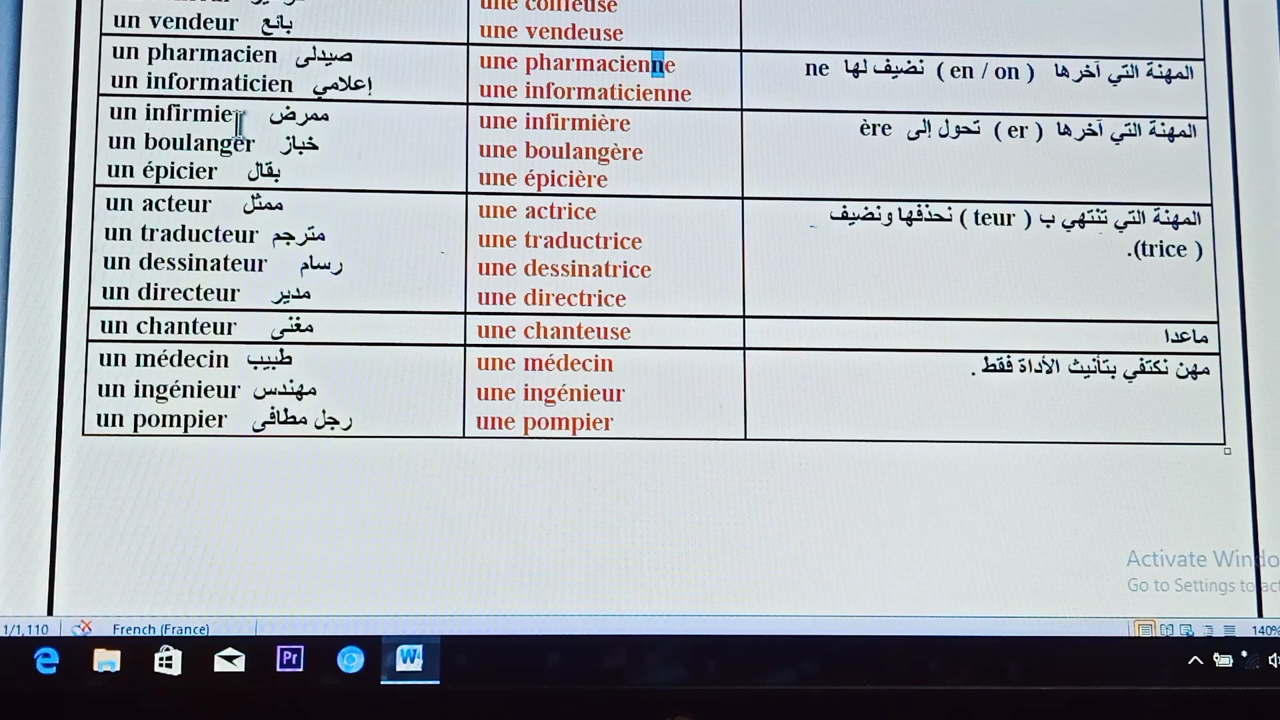 une coiffeuse
un vendeur بائع une vendeuse
un pharmacien صيدلى une pharmacienne المهنة التي آخرها ( en / on ) نضيف لها ne
un informaticien إعلامي une informaticienne
un infirmier ممرض une infirmière المهنة التي آخرها ( er ) تحول إلى ère
un boulanger خباز une boulangère
un épicier بقال une épicière
un acteur ممثل une actrice المهنة التي تنتهي ب ( teur ) نحذفها ونضيف
un traducteur مترجم une traductrice ( trice).
un dessinateur رسام une dessinatrice
un directeur مدير une directrice
un chanteur مغنى une chanteuse ماعدا
un médecin طبيب une médecin مهن نكتفي بتأنيث الأداة فقط .
un ingénieur مهندس une ingénieur
un pompier رجل مطافى une pompier
Activate Windo
Go to Settings to act
1/1,110 French (France) 140%